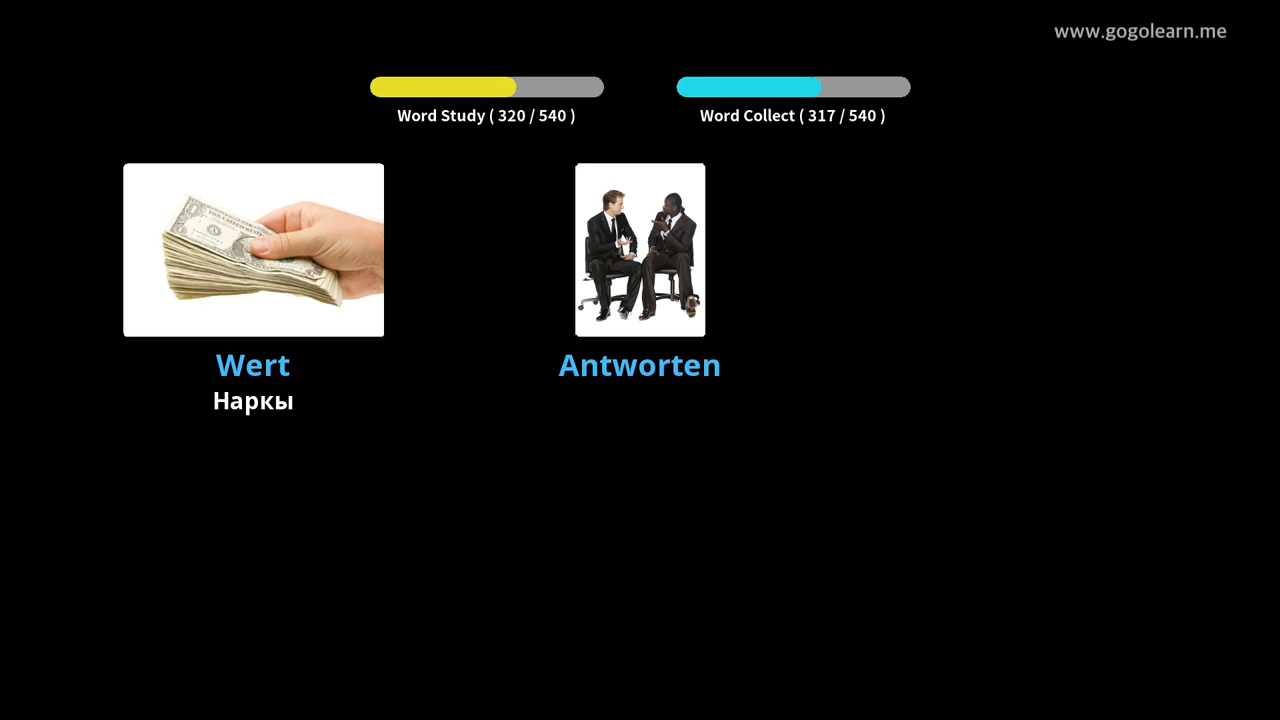 www.gogolearn.me
Word Study ( 320 / 540 )
Word Collect ( 317 / 540 )
Wert
Наркы
Antworten